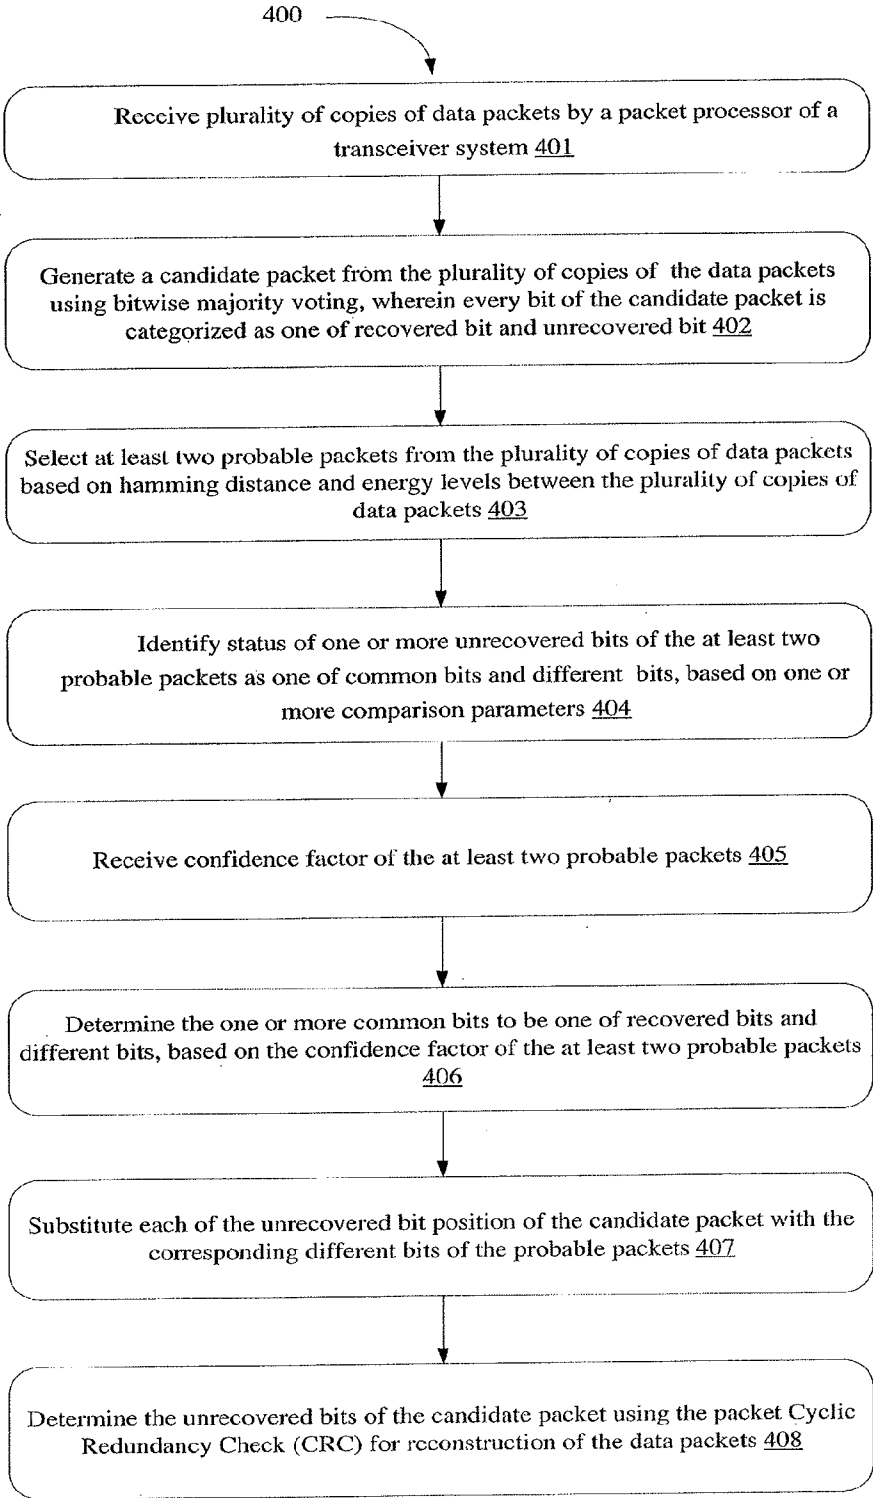 400
Receive plurality of copies of data packets by a packet processor of a
transceiver system 401
Generate a candidate packet from the plurality of copies of the data packets
using bitwise majority voting, wherein every bit of the candidate packet is
categorized as one of recovered bit and unrecovered bit 402
Select at least two probable packets from the plurality of copies of data packets
based on hamming distance and energy levels between the plurality of copies of
data packets 403
Identify status of one or more unrecovered bits of the at least two
probable packets as one of common bits and different bits, based on one or
more comparison parameters 404
Receive confidence factor of the at least two probable packets 405
Determine the one or more common bits to be one of recovered bits and
different bits, based on the confidence factor of the at least two probable packets
406
Substitute each of the unrecovered bit position of the candidate packet with the
corresponding different bits of the probable packets 407
Determine the unrecovered bits of the candidate packet using the packet Cyclic
Redundancy Check (CRC) for reconstruction of the data packets 408